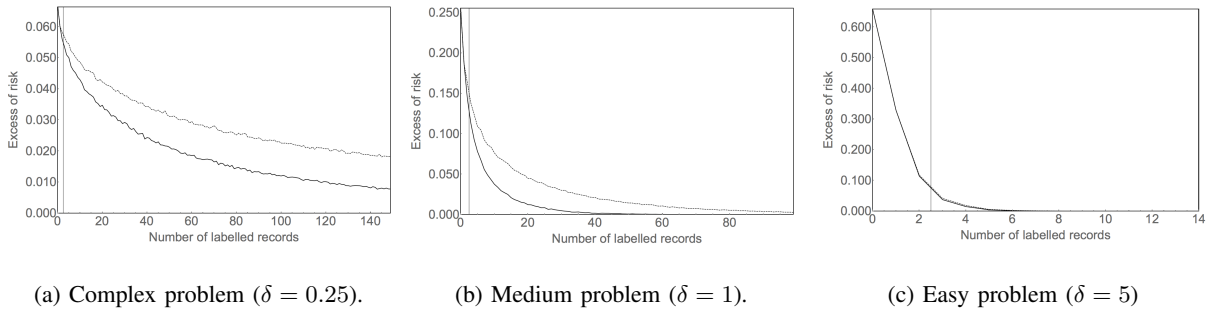 0.060
0.050
0.040
0.030
0.020
0.010
0.000
Excess of risk
0 20 40 60 80 100 120 140
Number of labelled records
0.250
0.200
0.150
0.100
0.050
0.000
Excess of risk
0 20 40 60 80
Number of labelled records
0.600
0.500
0.400
0.300
0.200
0.100
0.000
Excess of risk
0 2 4 6 8 10 12 14
Number of labelled records
(a) Complex problem (δ = 0.25).
(b) Medium problem (δ = 1).
(c) Easy problem (δ = 5)